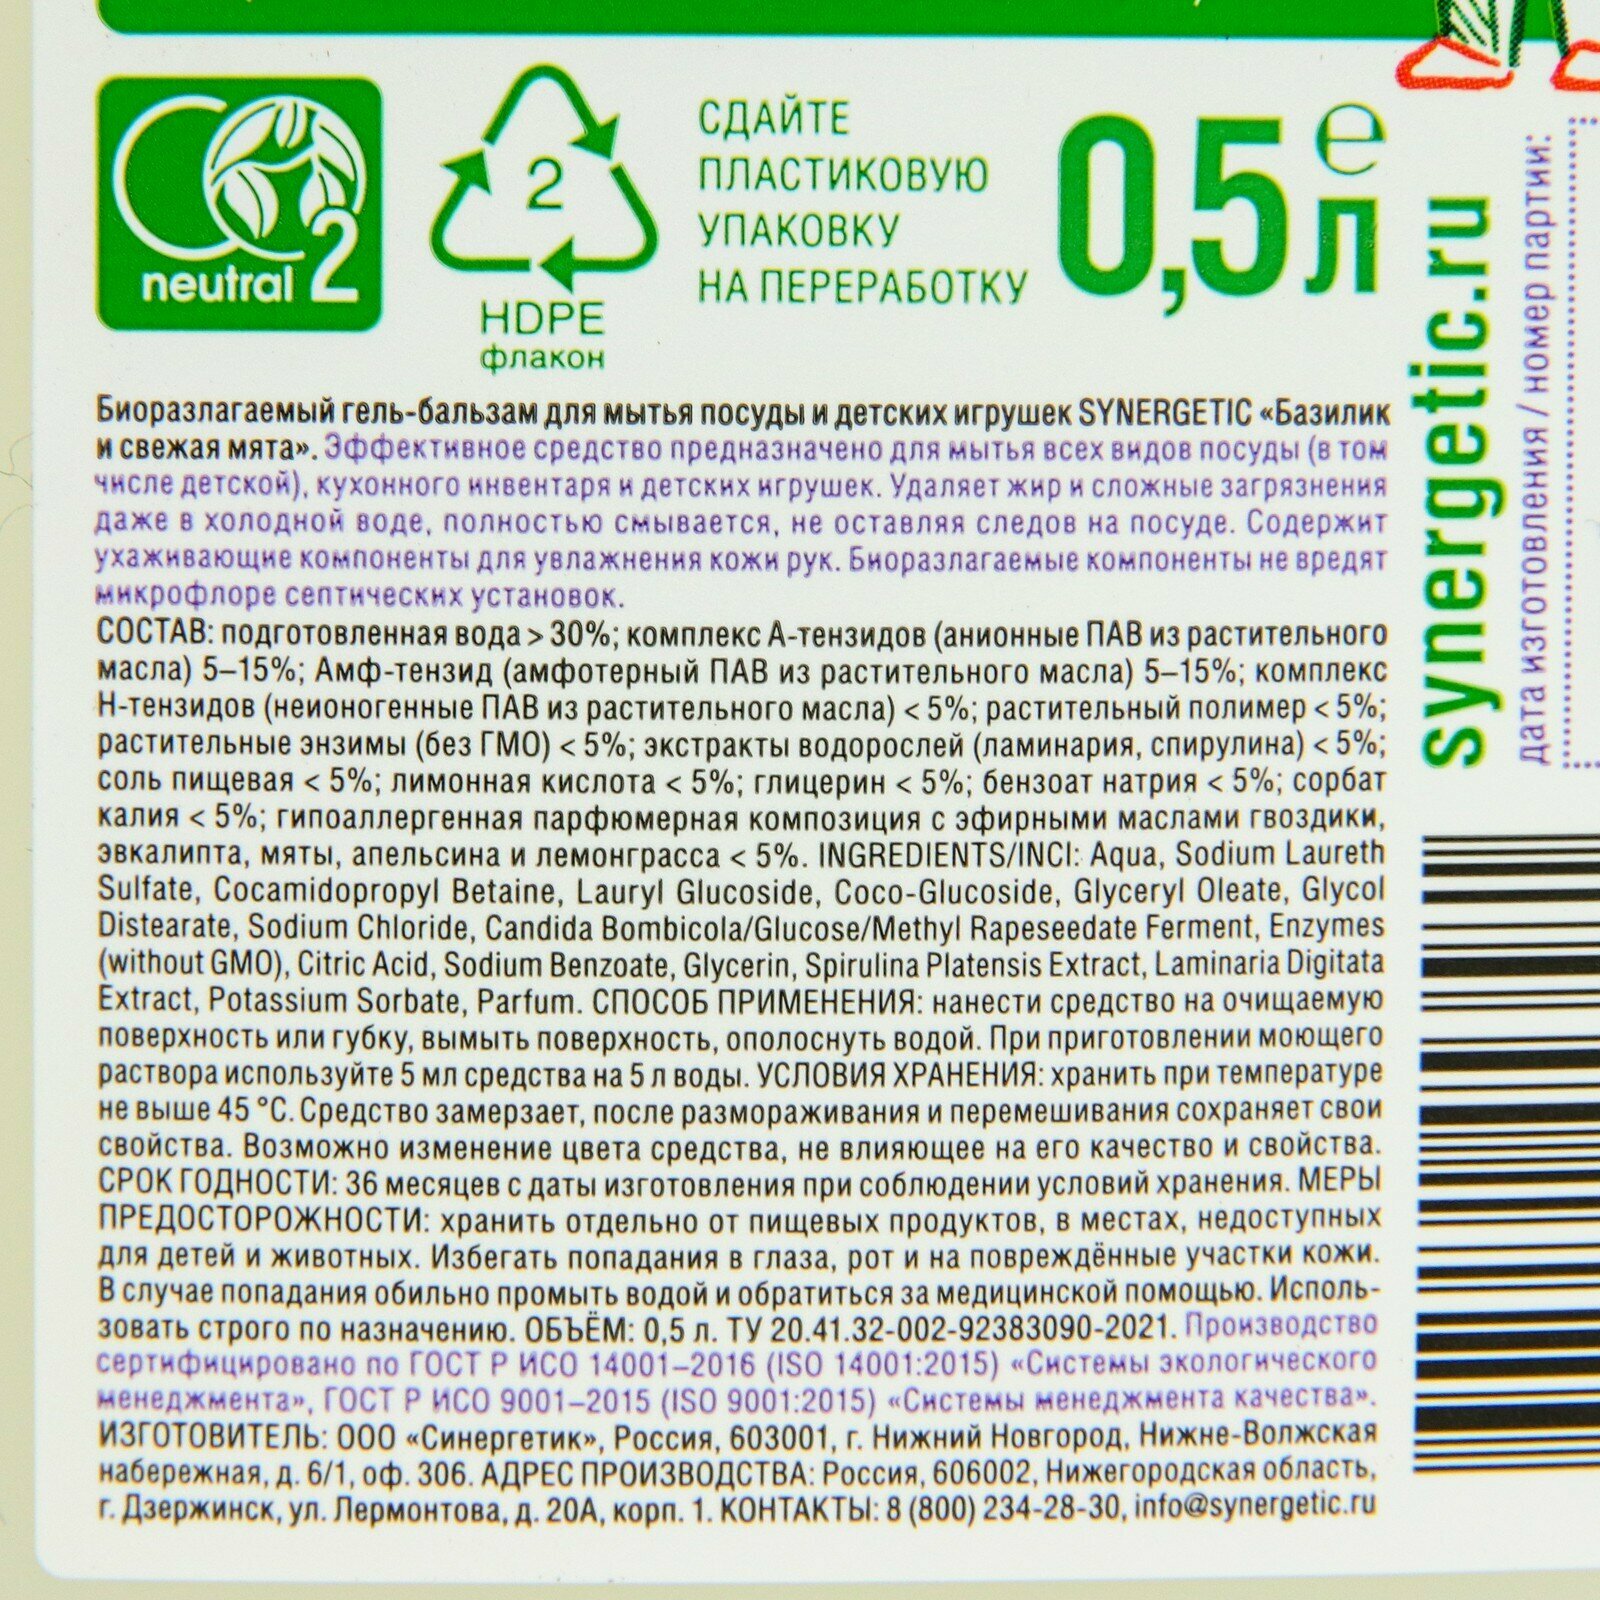 CO2
neutral
2
HDPE
флакон
СДАЙТЕ
ПЛАСТИКОВУЮ
УПАКОВКУ
НА ПЕРЕРАБОТКУ
0,5 л ℮
Биоразлагаемый гель-бальзам для мытья посуды и детских игрушек SYNERGETIC «Базилик
и свежая мята». Эффективное средство предназначено для мытья всех видов посуды (в том
числе детской), кухонного инвентаря и детских игрушек. Удаляет жир и сложные загрязнения
даже в холодной воде, полностью смывается, не оставляя следов на посуде. Содержит
ухаживающие компоненты для увлажнения кожи рук. Биоразлагаемые компоненты не вредят
микрофлоре септических установок.
СОСТАВ: подготовленная вода > 30%; комплекс А-тензидов (анионные ПАВ из растительного
масла) 5–15%; Амф-тензид (амфотерный ПАВ из растительного масла) 5–15%; комплекс
Н-тензидов (неионогенные ПАВ из растительного масла) < 5%; растительный полимер < 5%;
растительные энзимы (без ГМО) < 5%; экстракты водорослей (ламинария, спирулина) < 5%;
соль пищевая < 5%; лимонная кислота < 5%; глицерин < 5%; бензоат натрия < 5%; сорбат
калия < 5%; гипоаллергенная парфюмерная композиция с эфирными маслами гвоздики,
эвкалипта, мяты, апельсина и лемонграсса < 5%. INGREDIENTS/INCI: Aqua, Sodium Laureth
Sulfate, Cocamidopropyl Betaine, Lauryl Glucoside, Coco-Glucoside, Glyceryl Oleate, Glycol
Distearate, Sodium Chloride, Candida Bombicola/Glucose/Methyl Rapeseedate Ferment, Enzymes
(without GMO), Citric Acid, Sodium Benzoate, Glycerin, Spirulina Platensis Extract, Laminaria Digitata
Extract, Potassium Sorbate, Parfum. СПОСОБ ПРИМЕНЕНИЯ: нанести средство на очищаемую
поверхность или губку, вымыть поверхность, ополоснуть водой. При приготовлении моющего
раствора используйте 5 мл средства на 5 л воды. УСЛОВИЯ ХРАНЕНИЯ: хранить при температуре
не выше 45 °C. Средство замерзает, после размораживания и перемешивания сохраняет свои
свойства. Возможно изменение цвета средства, не влияющее на его качество и свойства.
СРОК ГОДНОСТИ: 36 месяцев с даты изготовления при соблюдении условий хранения. МЕРЫ
ПРЕДОСТОРОЖНОСТИ: хранить отдельно от пищевых продуктов, в местах, недоступных
для детей и животных. Избегать попадания в глаза, рот и на повреждённые участки кожи.
В случае попадания обильно промыть водой и обратиться за медицинской помощью. Исполь-
зовать строго по назначению. ОБЪЁМ: 0,5 л. ТУ 20.41.32-002-92383090-2021. Производство
сертифицировано по ГОСТ Р ИСО 14001–2016 (ISO 14001:2015) «Системы экологического
менеджмента», ГОСТ Р ИСО 9001–2015 (ISO 9001:2015) «Системы менеджмента качества».
ИЗГОТОВИТЕЛЬ: ООО «Синергетик», Россия, 603001, г. Нижний Новгород, Нижне-Волжская
набережная, д. 6/1, оф. 306. АДРЕС ПРОИЗВОДСТВА: Россия, 606002, Нижегородская область,
г. Дзержинск, ул. Лермонтова, д. 20А, корп. 1. КОНТАКТЫ: 8 (800) 234-28-30, info@synergetic.ru
synergetic.ru
дата изготовления / номер партии: